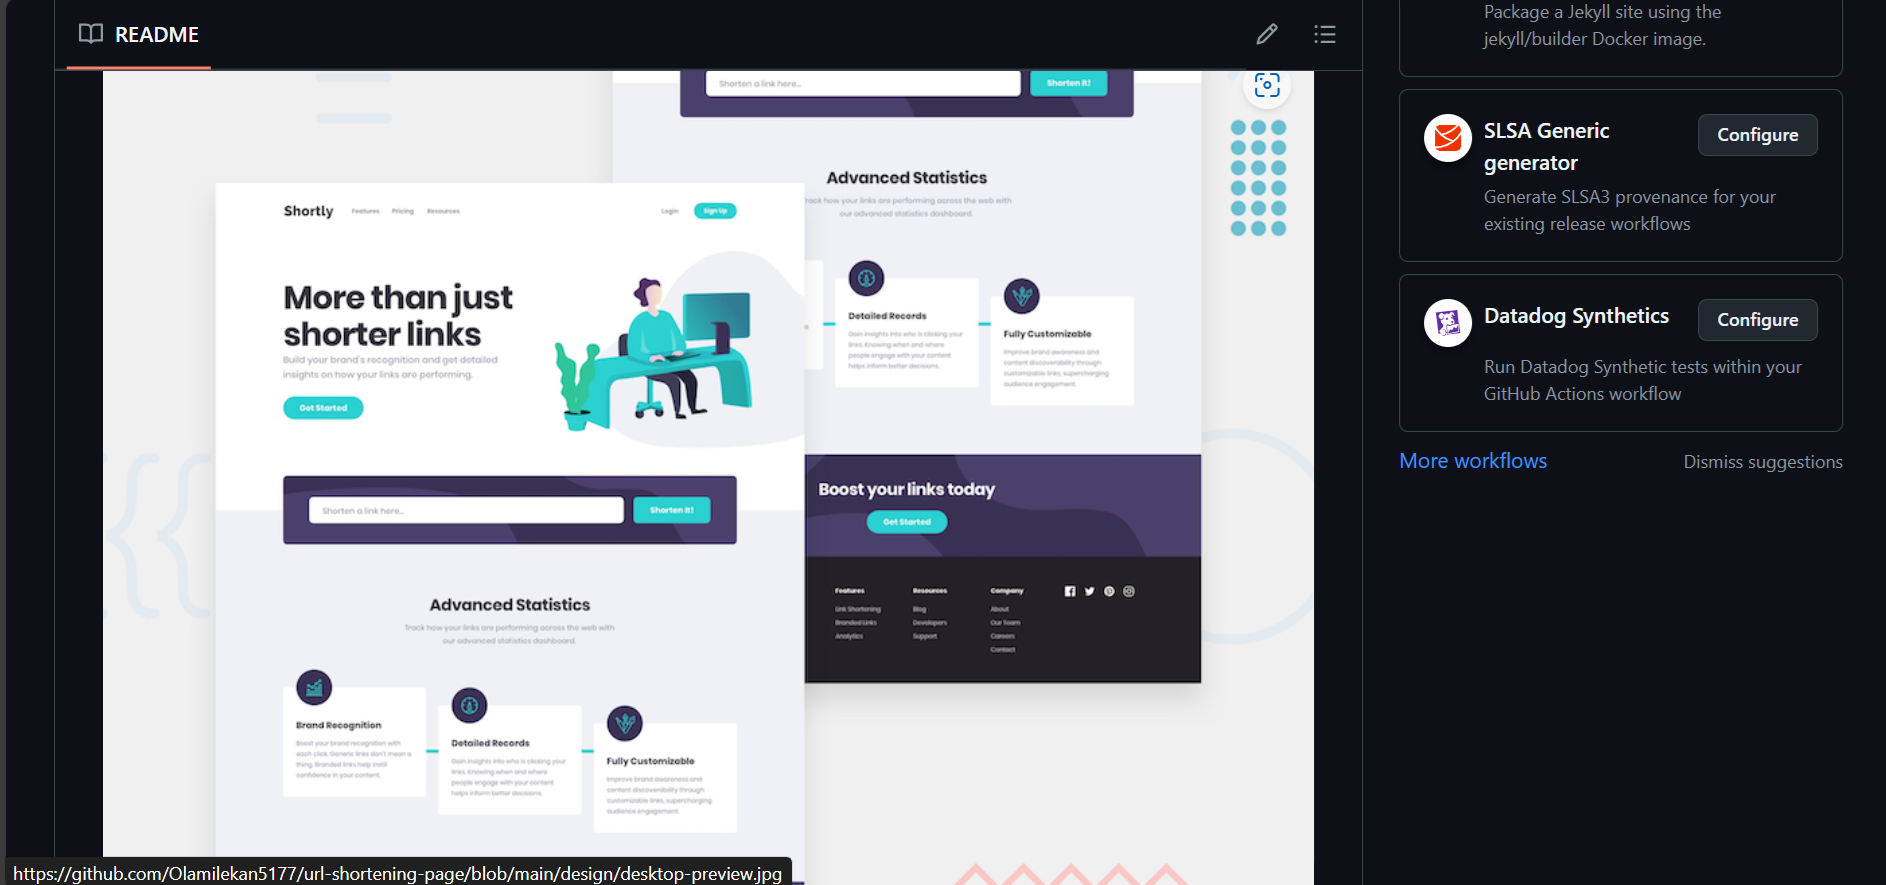 README
Shorten a link here...
Shorten It!
Advanced Statistics
Track how your links are performing across the web with
our advanced statistics dashboard.
Detailed Records
Gain insights into who is clicking your
links. Knowing when and where
people engage with your content
helps inform better decisions.
Fully Customizable
Improve brand awareness and
content discoverability through
customizable links, supercharging
audience engagement.
Boost your links today
Get Started
Features
Link Shortening
Branded Links
Analytics
Resources
Blog
Developers
Support
Company
About
Our Team
Careers
Contact
Shortly
Features
Pricing
Resources
Login
Sign Up
More than just
shorter links
Build your brand's recognition and get detailed
insights on how your links are performing.
Get Started
Shorten a link here...
Shorten It!
Advanced Statistics
Track how your links are performing across the web with
our advanced statistics dashboard.
Brand Recognition
Boost your brand recognition with
each click. Generic links don't mean a
thing. Branded links help instil
confidence in your content.
Detailed Records
Gain insights into who is clicking your
links. Knowing when and where
people engage with your content
helps inform better decisions.
Fully Customizable
Improve brand awareness and
content discoverability through
customizable links, supercharging
audience engagement.
Package a Jekyll site using the
jekyll/builder Docker image.
SLSA Generic
generator
Configure
Generate SLSA3 provenance for your
existing release workflows
Datadog Synthetics
Configure
Run Datadog Synthetic tests within your
GitHub Actions workflow
More workflows
Dismiss suggestions
https://github.com/Olamilekan5177/url-shortening-page/blob/main/design/desktop-preview.jpg